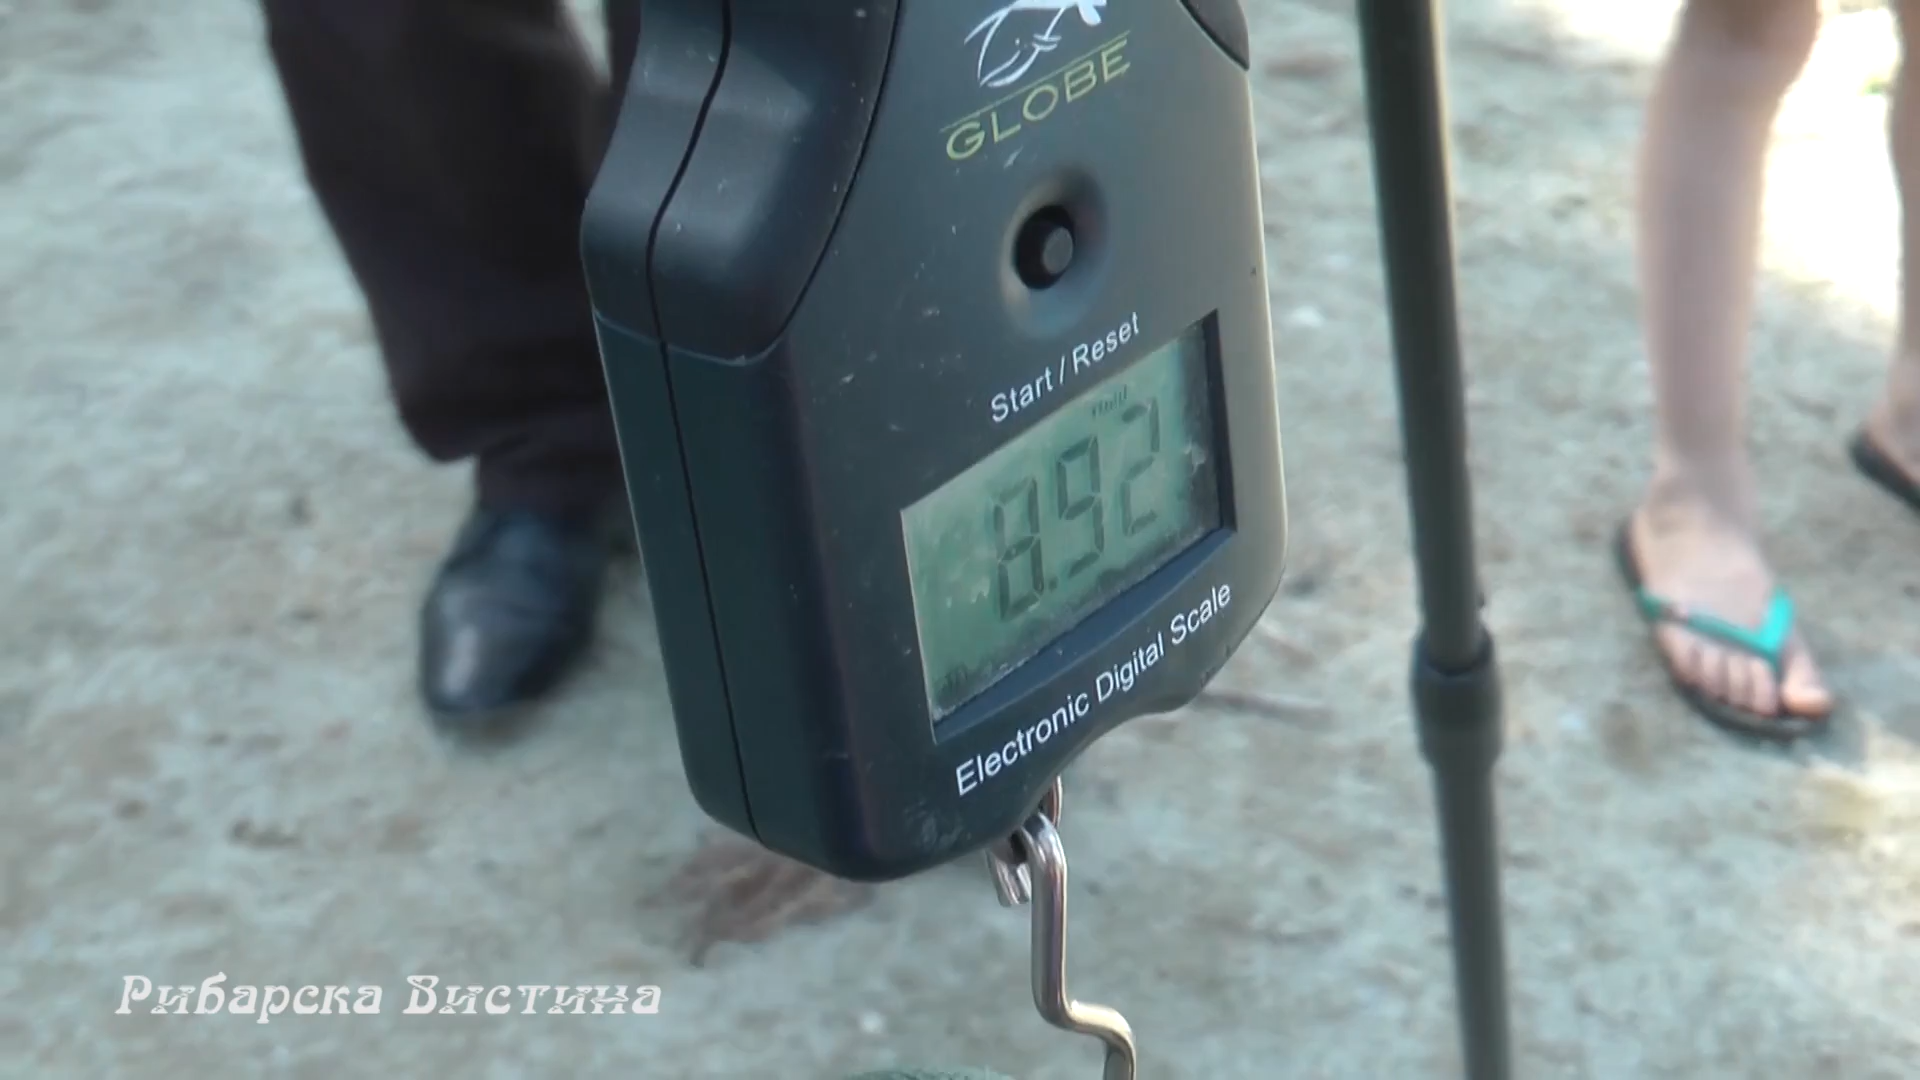 GLOBE
Start / Reset
Hold
8.92
Electronic Digital Scale
Рибарска Вистина